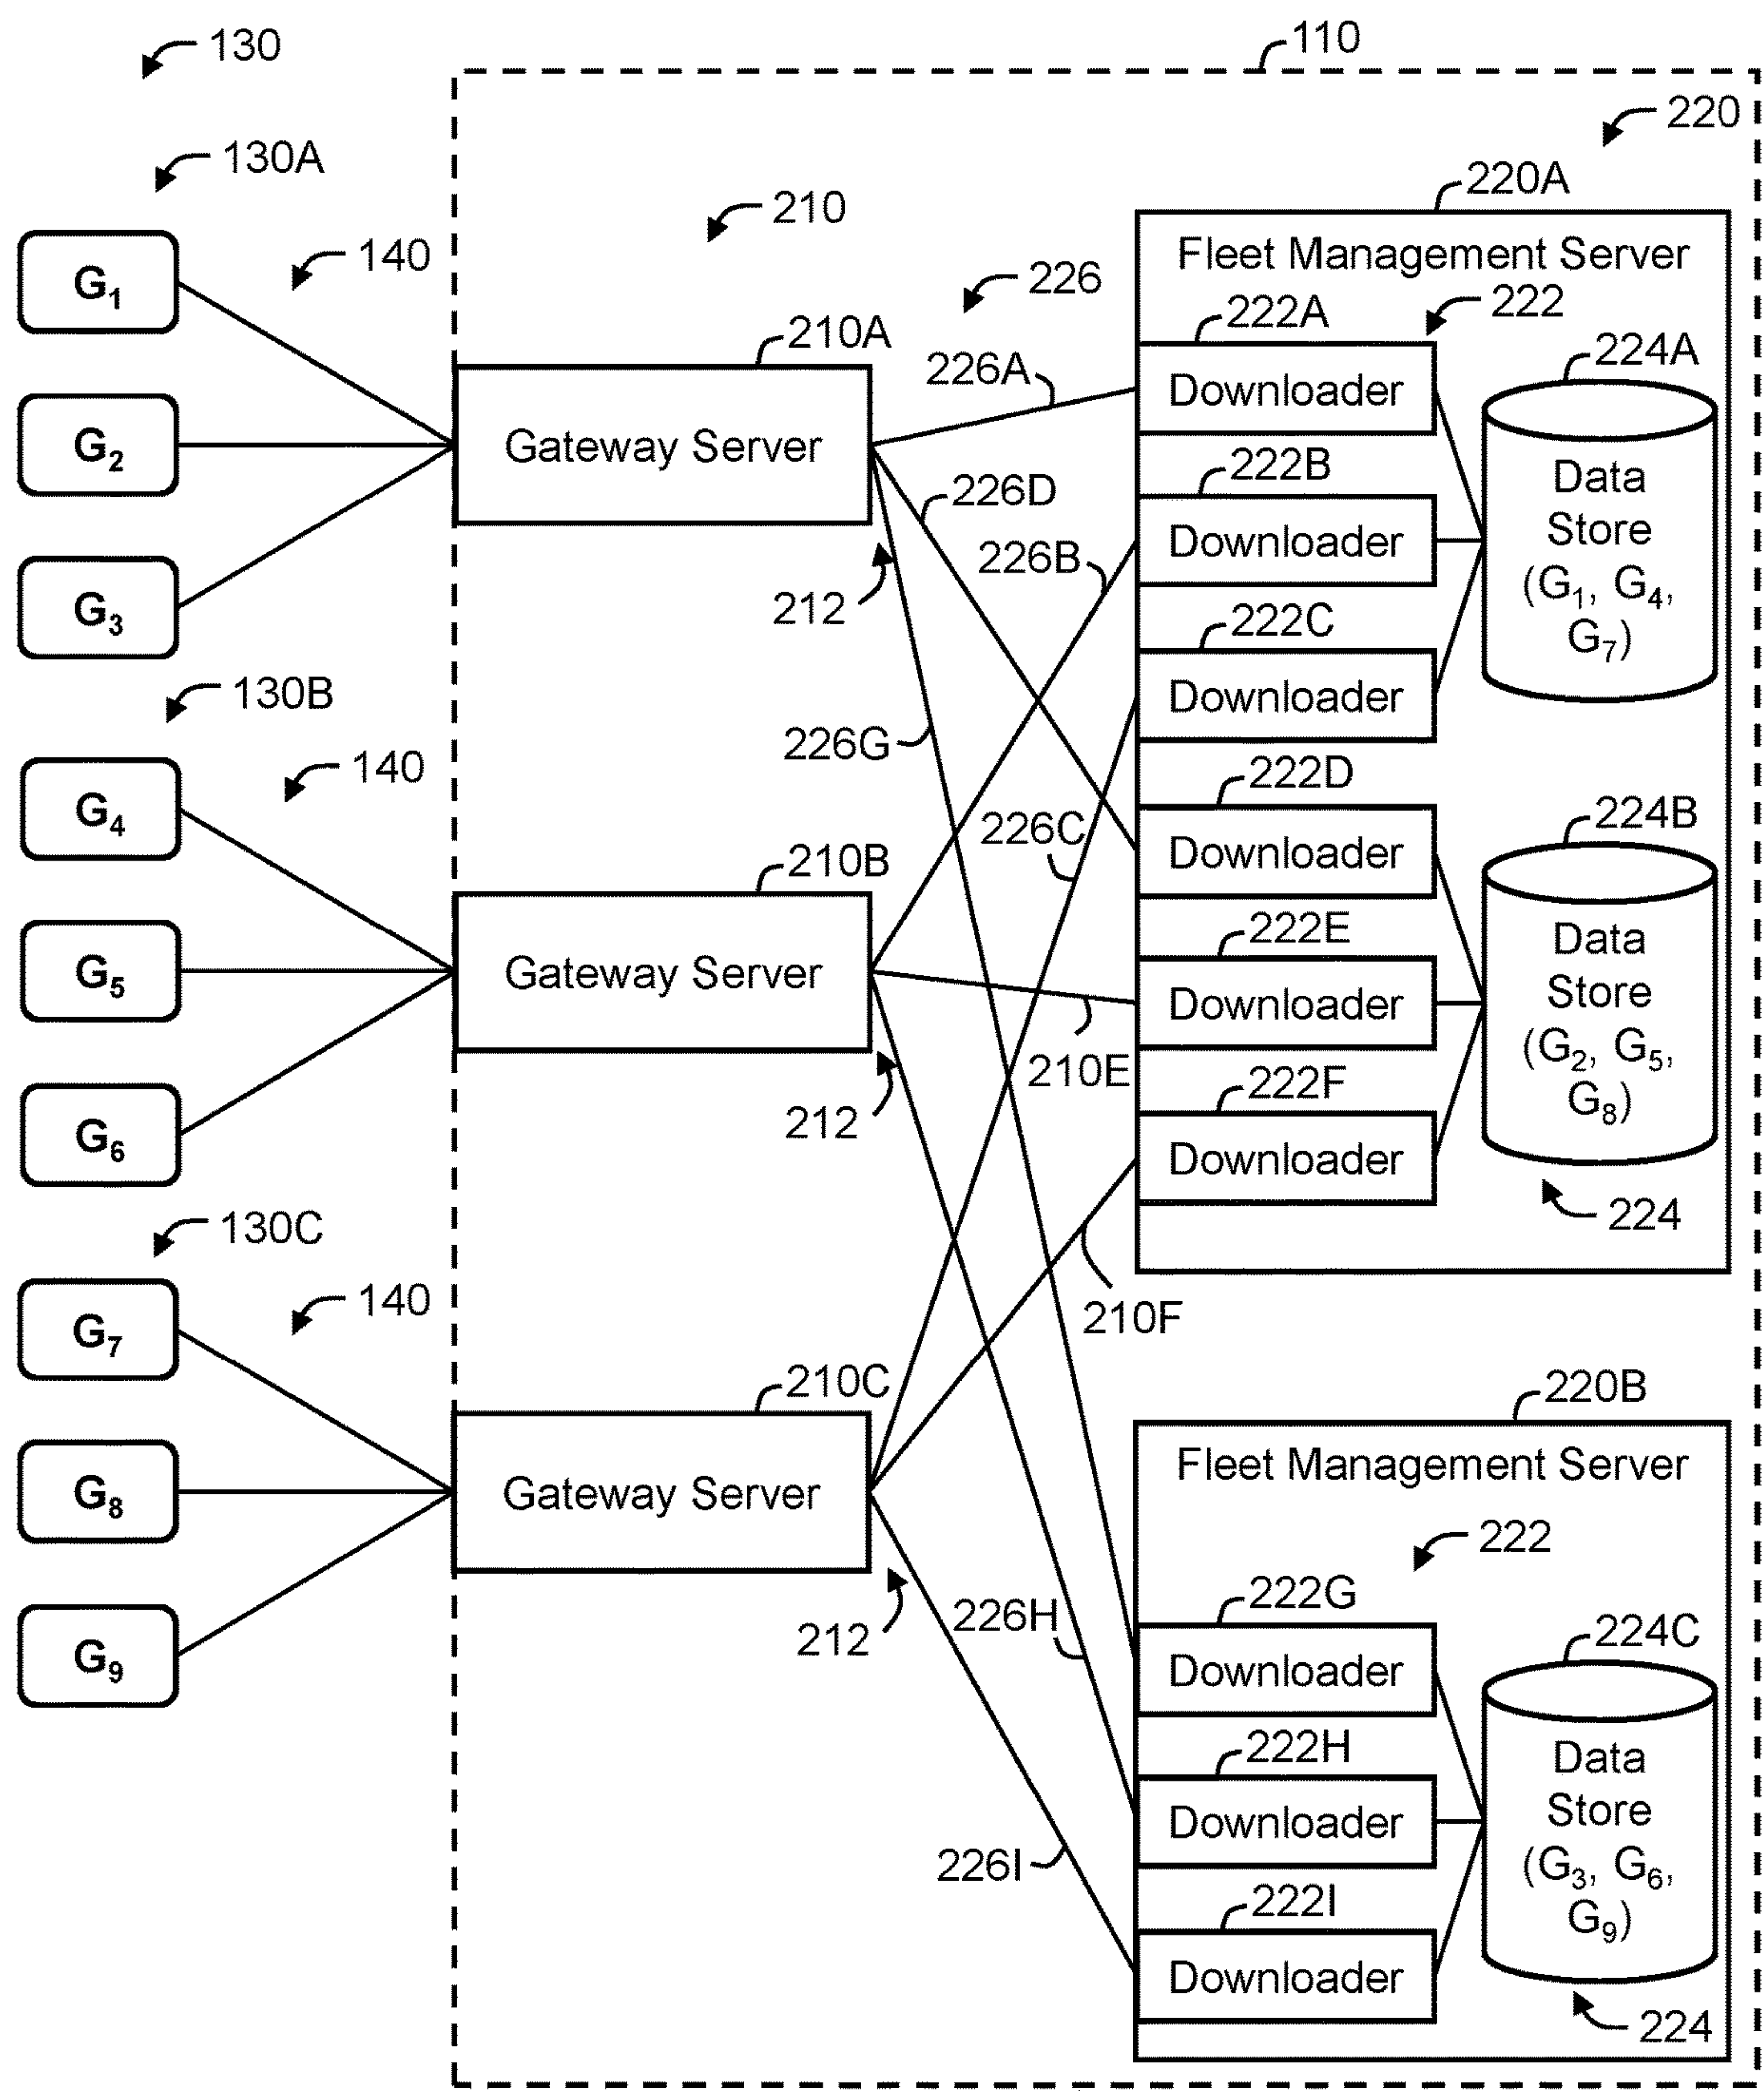 130
110
220
130A
220A
210
140
Fleet Management Server
G1
226
222A
222
210A
224A
226A
Downloader
G2
Gateway Server
222B
Data
226D
Store
226B
Downloader
(G1, G4,
G3
212
222C
G7)
130B
Downloader
226G
140
222D
G4
226C
224B
210B
Downloader
222E
Data
G5
Gateway Server
Store
Downloader
210E
(G2, G5,
212
222F
G8)
G6
Downloader
130C
224
140
210F
G7
210C
220B
Fleet Management Server
G8
Gateway Server
222
222G
226H
212
224C
G9
Downloader
222H
Data
Store
Downloader
226I
(G3, G6,
222I
G9)
Downloader
224